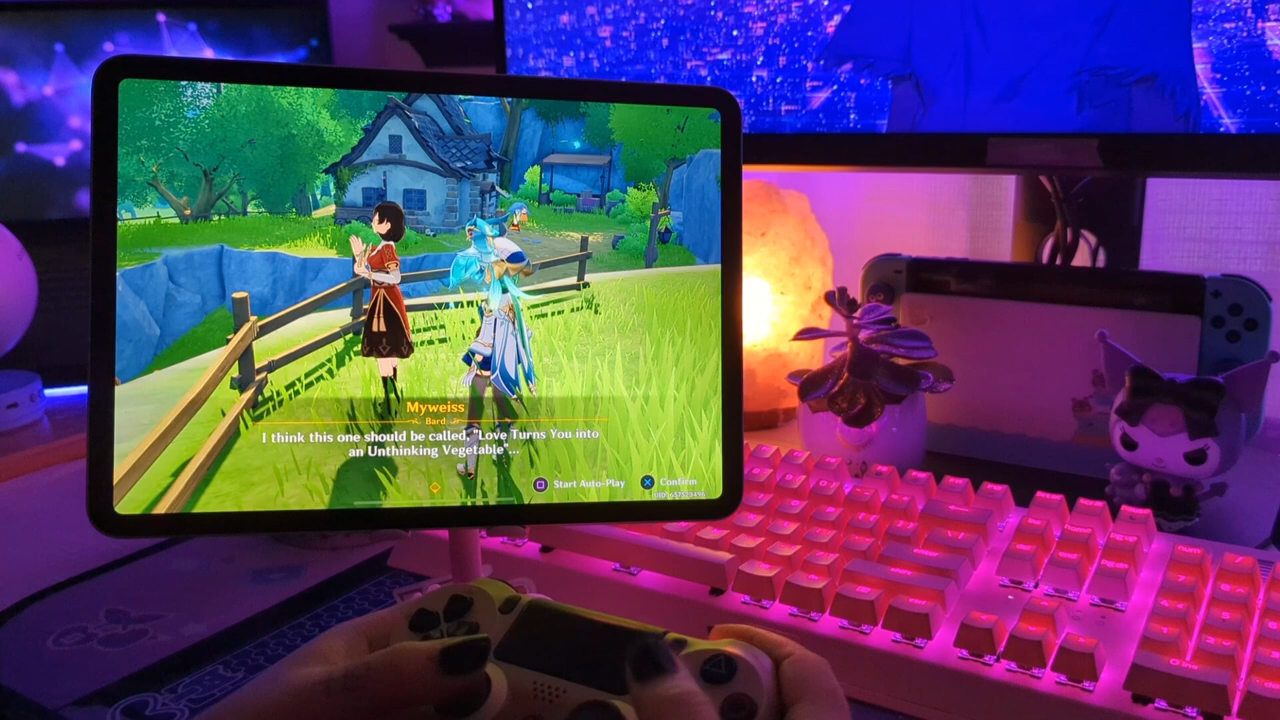 Myweiss
Bard
I think this one should be called, "Love Turns You into
an Unthinking Vegetable"...
Start Auto-Play
Confirm